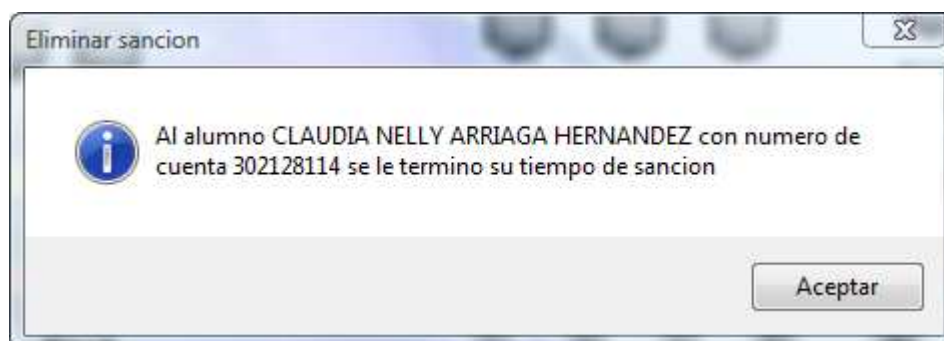 Eliminar sancion
Al alumno CLAUDIA NELLY ARRIAGA HERNANDEZ con numero de
cuenta 302128114 se le termino su tiempo de sancion
Aceptar